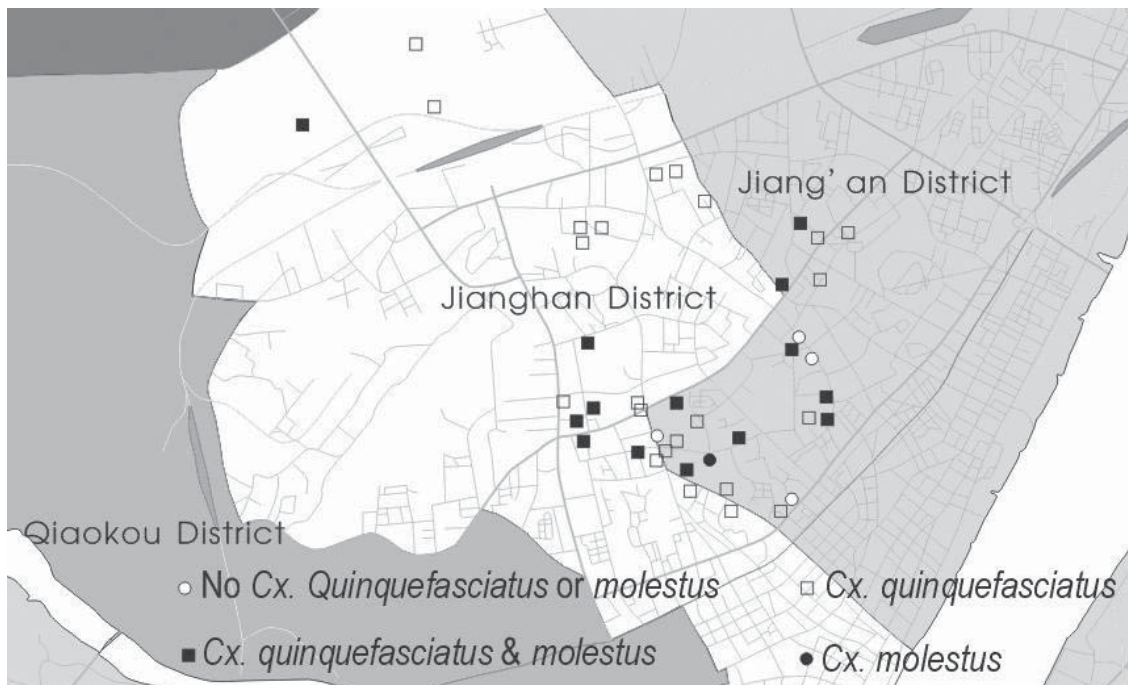 Jiang' an District
Jianghan District
Qiaokou District
No Cx. Quinquefasciatus or molestus
Cx. quinquefasciatus
Cx. quinquefasciatus & molestus
Cx. molestus